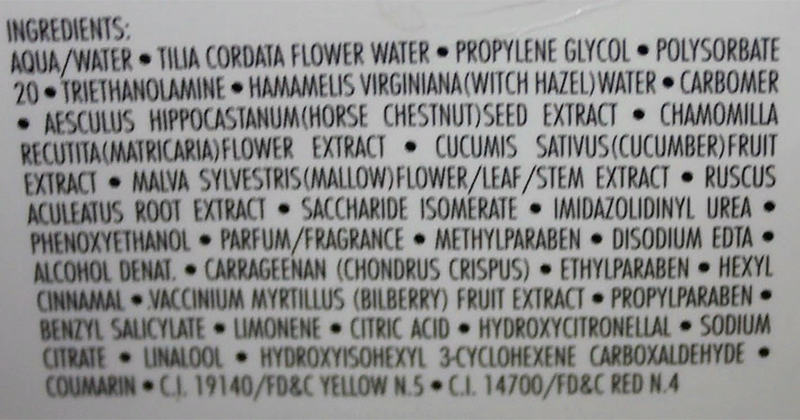 INGREDIENTS:
AQUA/WATER • TILIA CORDATA FLOWER WATER • PROPYLENE GLYCOL • POLYSORBATE
20 • TRIETHANOLAMINE • HAMAMELIS VIRGINIANA(WITCH HAZEL)WATER • CARBOMER
• AESCULUS HIPPOCASTANUM(HORSE CHESTNUT)SEED EXTRACT • CHAMOMILLA
RECUTITA(MATRICARIA)FLOWER EXTRACT • CUCUMIS SATIVUS(CUCUMBER)FRUIT
EXTRACT • MALVA SYLVESTRIS(MALLOW)FLOWER/LEAF/STEM EXTRACT • RUSCUS
ACULEATUS ROOT EXTRACT • SACCHARIDE ISOMERATE • IMIDAZOLIDINYL UREA •
PHENOXYETHANOL • PARFUM/FRAGRANCE • METHYLPARABEN • DISODIUM EDTA •
ALCOHOL DENAT. • CARRAGEENAN (CHONDRUS CRISPUS) • ETHYLPARABEN • HEXYL
CINNAMAL • VACCINIUM MYRTILLUS (BILBERRY) FRUIT EXTRACT • PROPYLPARABEN •
BENZYL SALICYLATE • LIMONENE • CITRIC ACID • HYDROXYCITRONELLAL • SODIUM
CITRATE • LINALOOL • HYDROXYISOHEXYL 3-CYCLOHEXENE CARBOXALDEHYDE •
COUMARIN • C.I. 19140/FD&C YELLOW N.5 • C.I. 14700/FD&C RED N.4